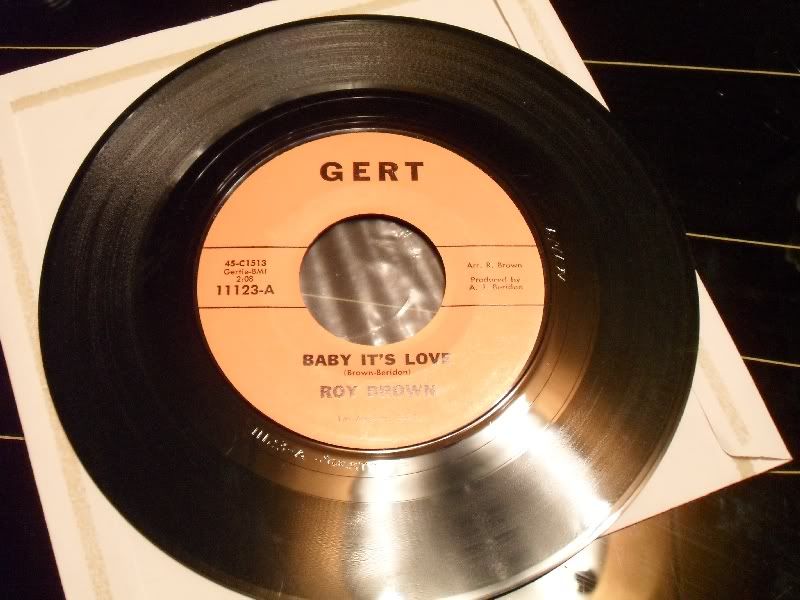 GERT
45-C1513
Gertie-BMI
2:08
11123-A
Arr. R. Brown
Produced by
A. J. Beridon
BABY IT'S LOVE
(Brown-Beridon)
ROY BROWN